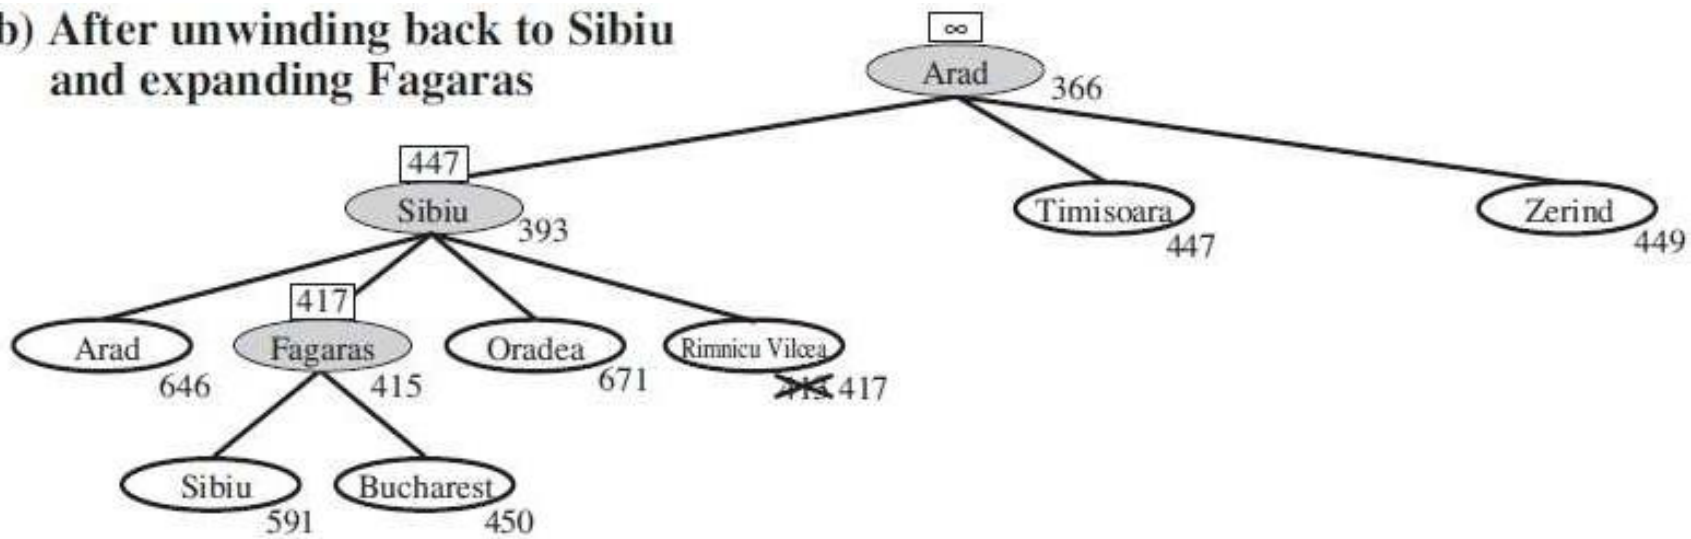 b) After unwinding back to Sibiu
and expanding Fagaras
∞
Arad
366
447
Sibiu
393
Timisoara
447
Zerind
449
417
Arad
646
Fagaras
415
Oradea
671
Rimnicu Vilcea
417
Sibiu
591
Bucharest
450